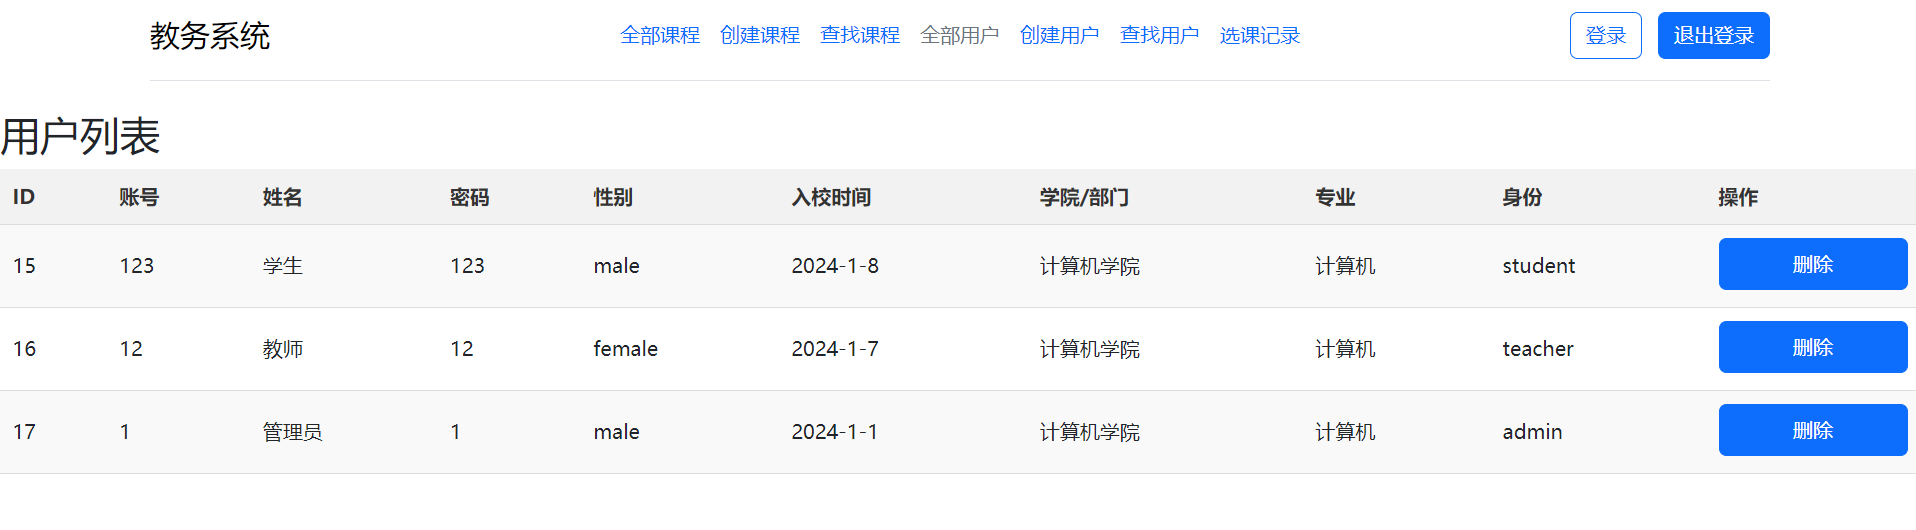 教务系统 全部课程 创建课程 查找课程 全部用户 创建用户 查找用户 选课记录 登录 退出登录
用户列表
ID 账号 姓名 密码 性别 入校时间 学院/部门 专业 身份 操作
15 123 学生 123 male 2024-1-8 计算机学院 计算机 student 删除
16 12 教师 12 female 2024-1-7 计算机学院 计算机 teacher 删除
17 1 管理员 1 male 2024-1-1 计算机学院 计算机 admin 删除